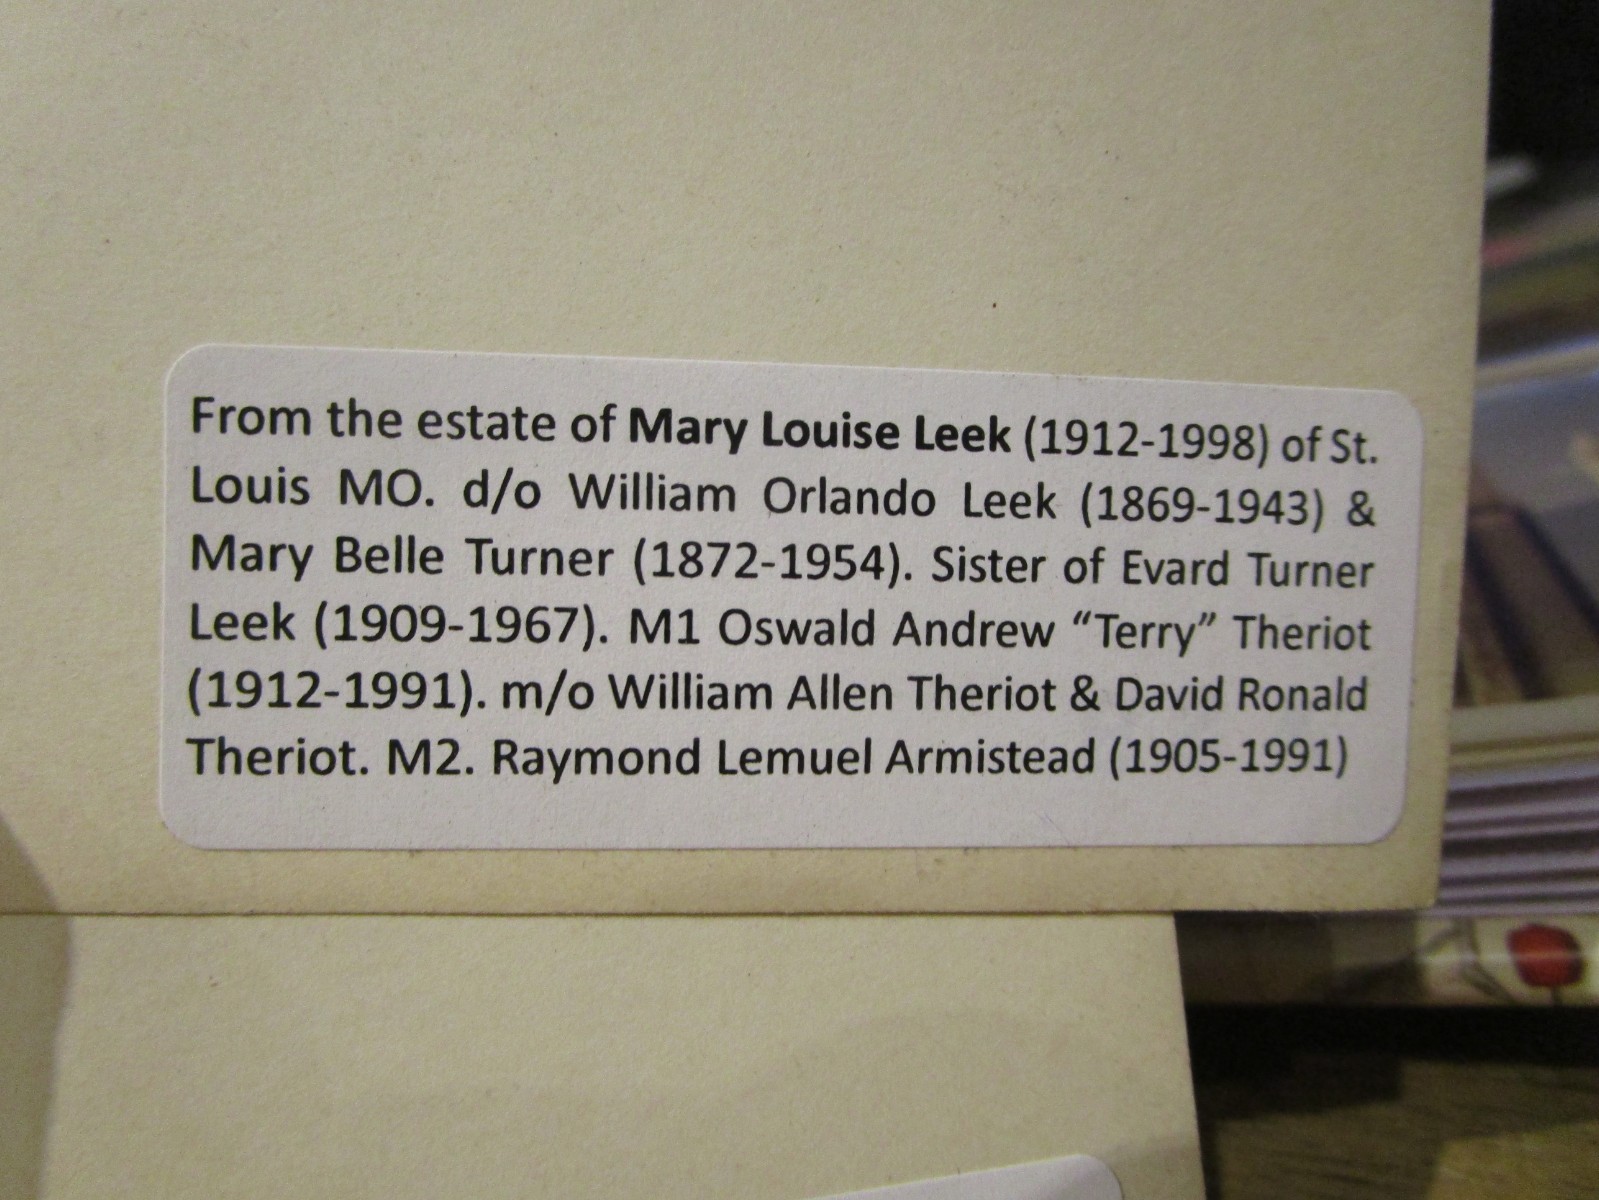 From the estate of Mary Louise Leek (1912-1998) of St.
Louis MO. d/o William Orlando Leek (1869-1943) &
Mary Belle Turner (1872-1954). Sister of Evard Turner
Leek (1909-1967). M1 Oswald Andrew “Terry” Theriot
(1912-1991). m/o William Allen Theriot & David Ronald
Theriot. M2. Raymond Lemuel Armistead (1905-1991)